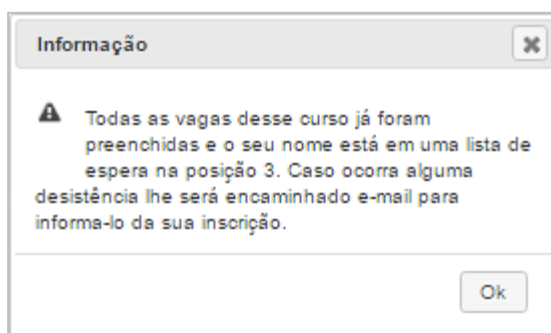 Informação
Todas as vagas desse curso já foram
preenchidas e o seu nome está em uma lista de
espera na posição 3. Caso ocorra alguma
desistência lhe será encaminhado e-mail para
informa-lo da sua inscrição.
Ok